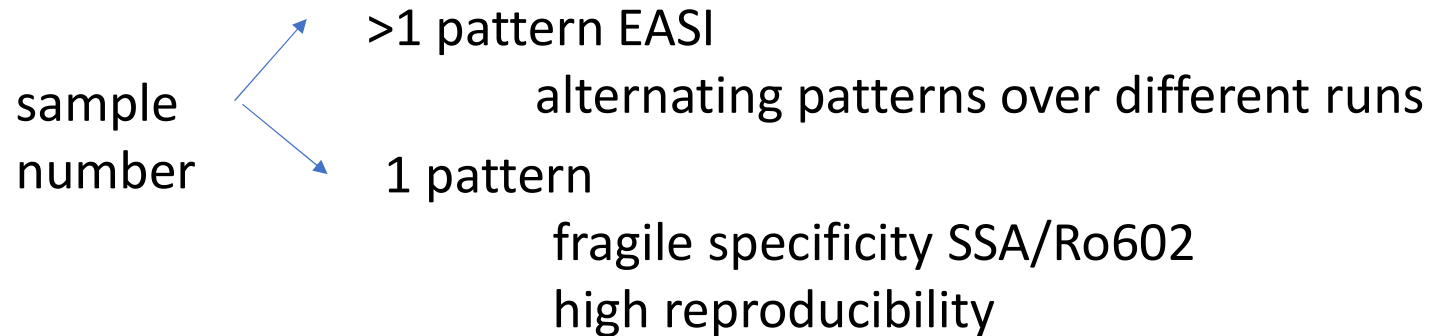 >1 pattern EASI
alternating patterns over different runs
sample
number
1 pattern
fragile specificity SSA/Ro602
high reproducibility